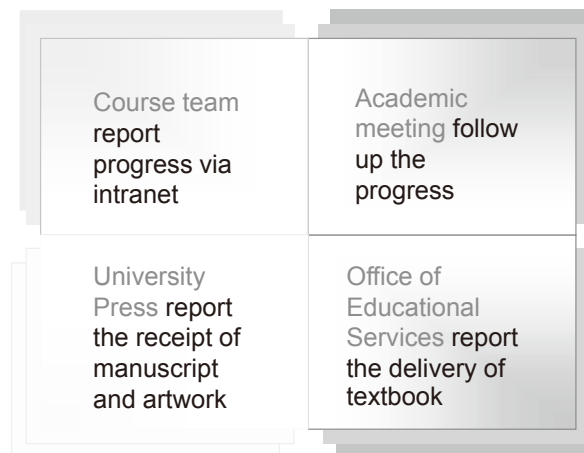 Course team
report
progress via
intranet
Academic
meeting follow
up the
progress
University
Press report
the receipt of
manuscript
and artwork
Office of
Educational
Services report
the delivery of
textbook